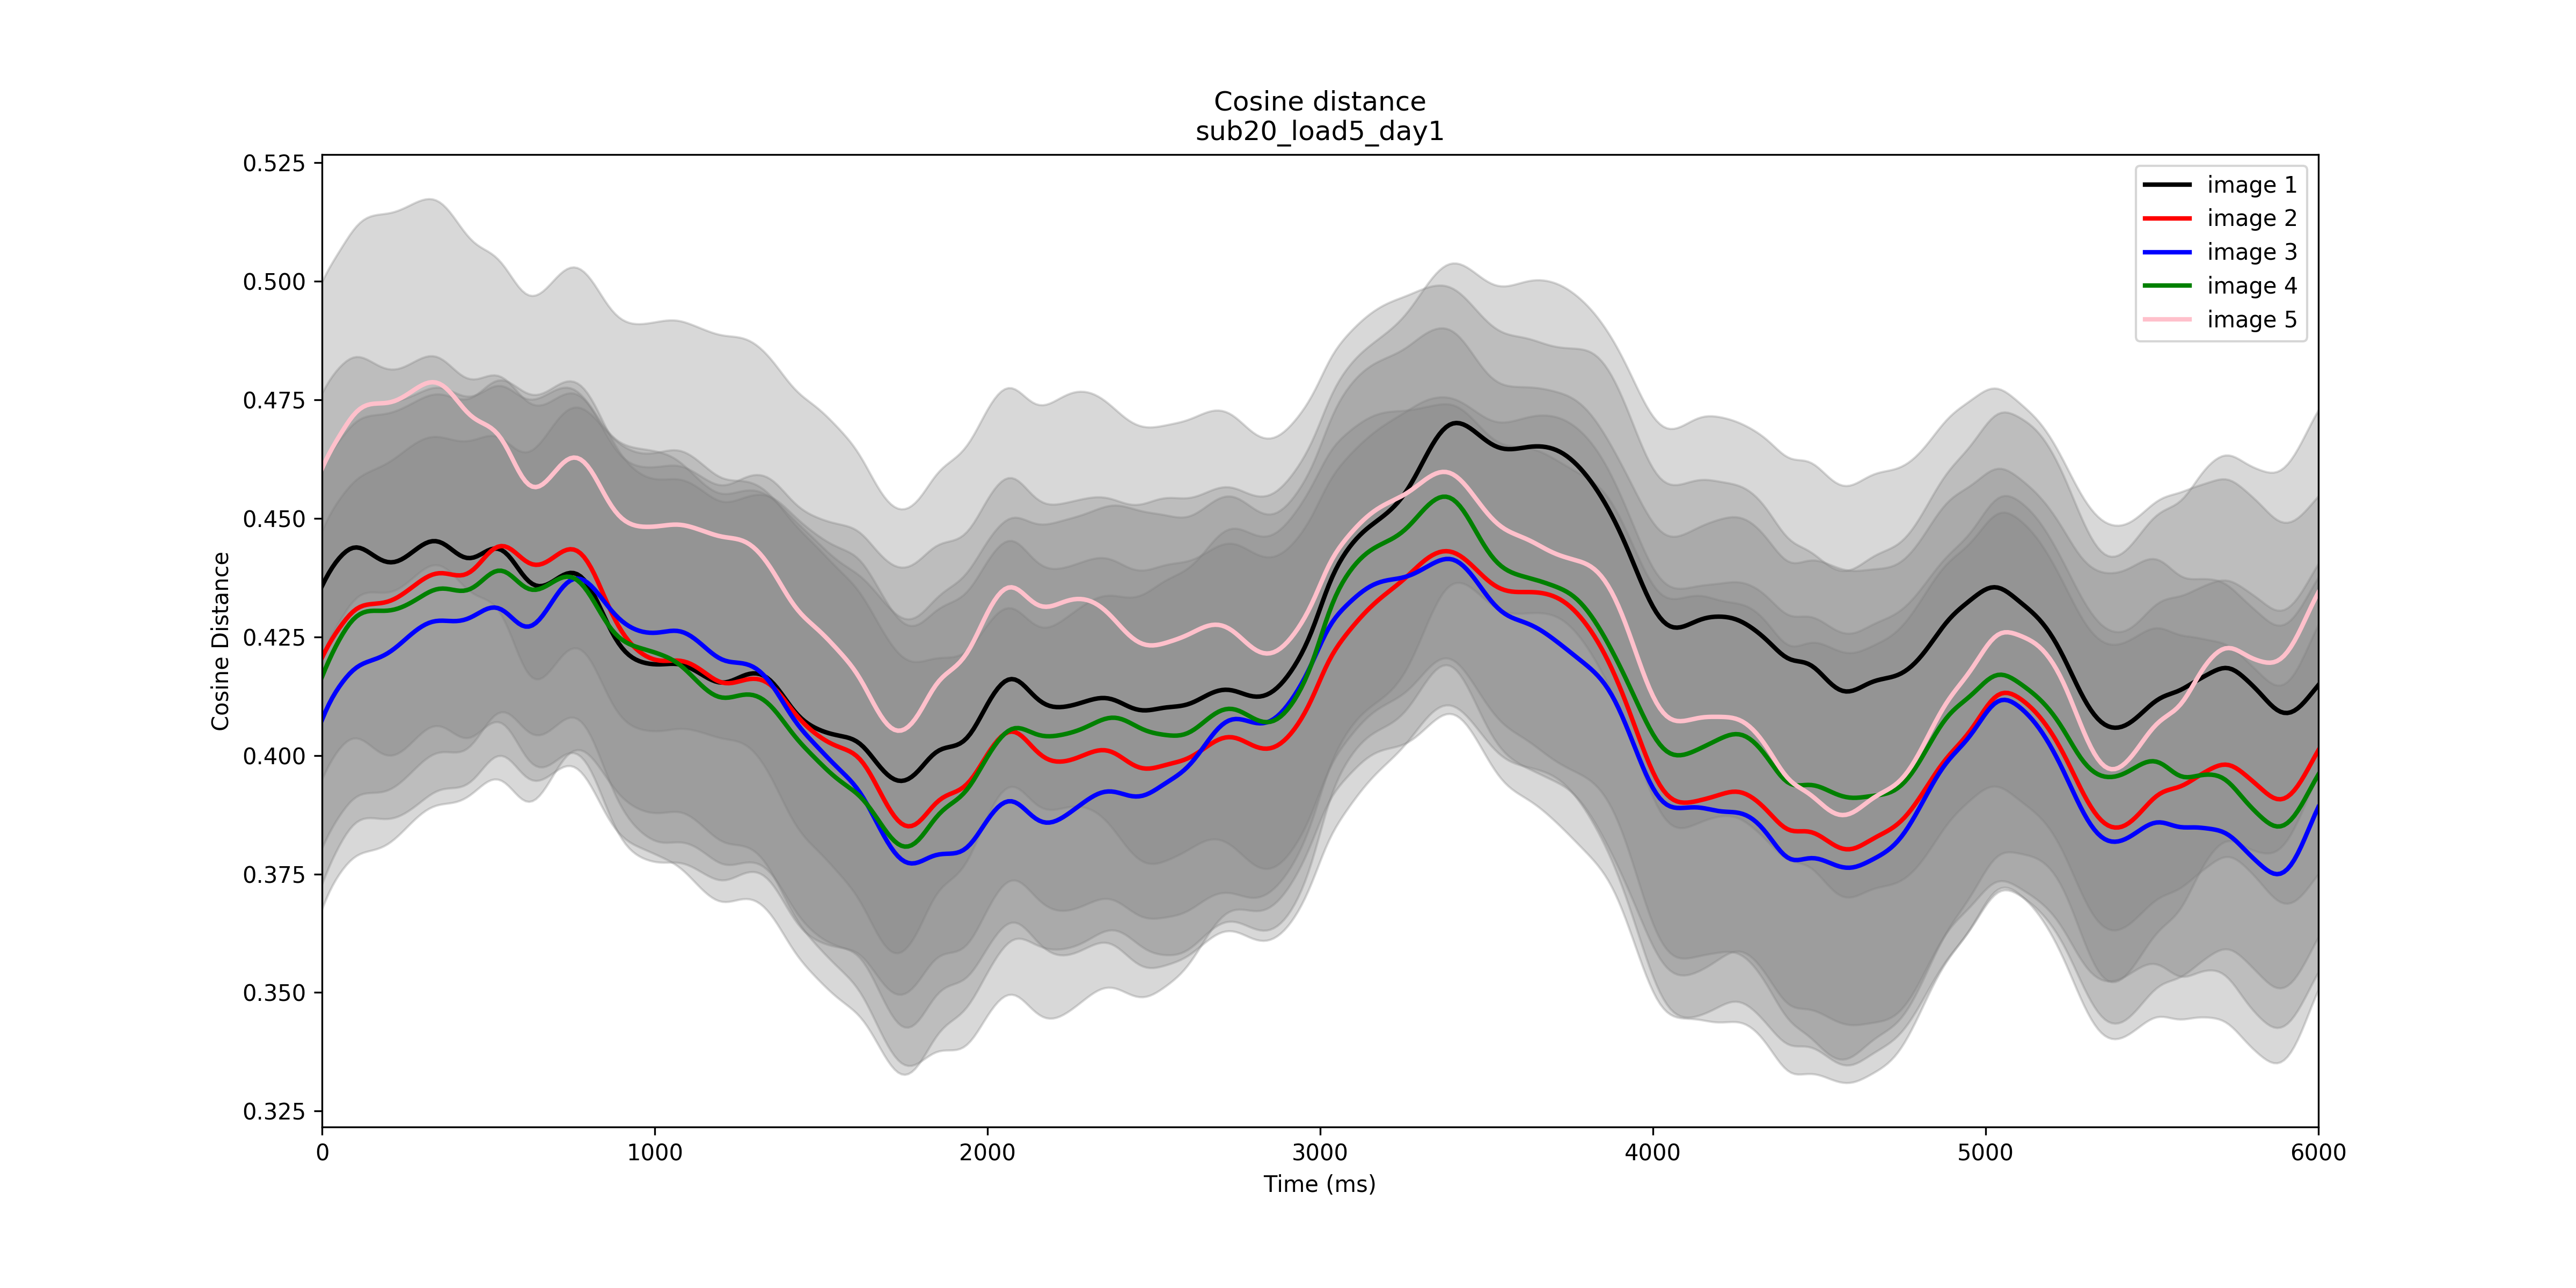 Cosine distance
sub20_load5_day1
0.525
0.500
0.475
0.450
0.425
0.400
0.375
0.350
0.325
Cosine Distance
image 1
image 2
image 3
image 4
image 5
0 1000 2000 3000 4000 5000 6000
Time (ms)